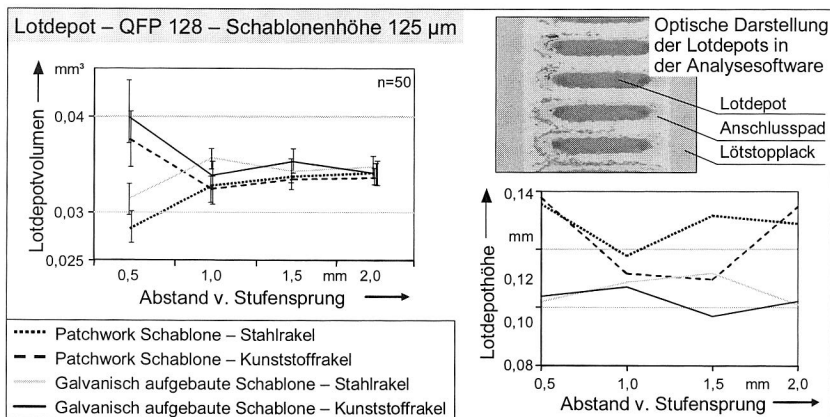 Lotdepot – QFP 128 – Schablonenhöhe 125 µm
mm³
n=50
0,04
0,03
0,025
Lotdepotvolumen
0,5 1,0 1,5 mm 2,0
Abstand v. Stufensprung
Patchwork Schablone – Stahlrakel
Patchwork Schablone – Kunststoffrakel
Galvanisch aufgebaute Schablone – Stahlrakel
Galvanisch aufgebaute Schablone – Kunststoffrakel
Optische Darstellung
der Lotdepots in
der Analysesoftware
Lotdepot
Anschlusspad
Lötstopplack
0,14
mm
0,12
0,10
0,08
Lotdepothöhe
0,5 1,0 1,5 mm 2,0
Abstand v. Stufensprung